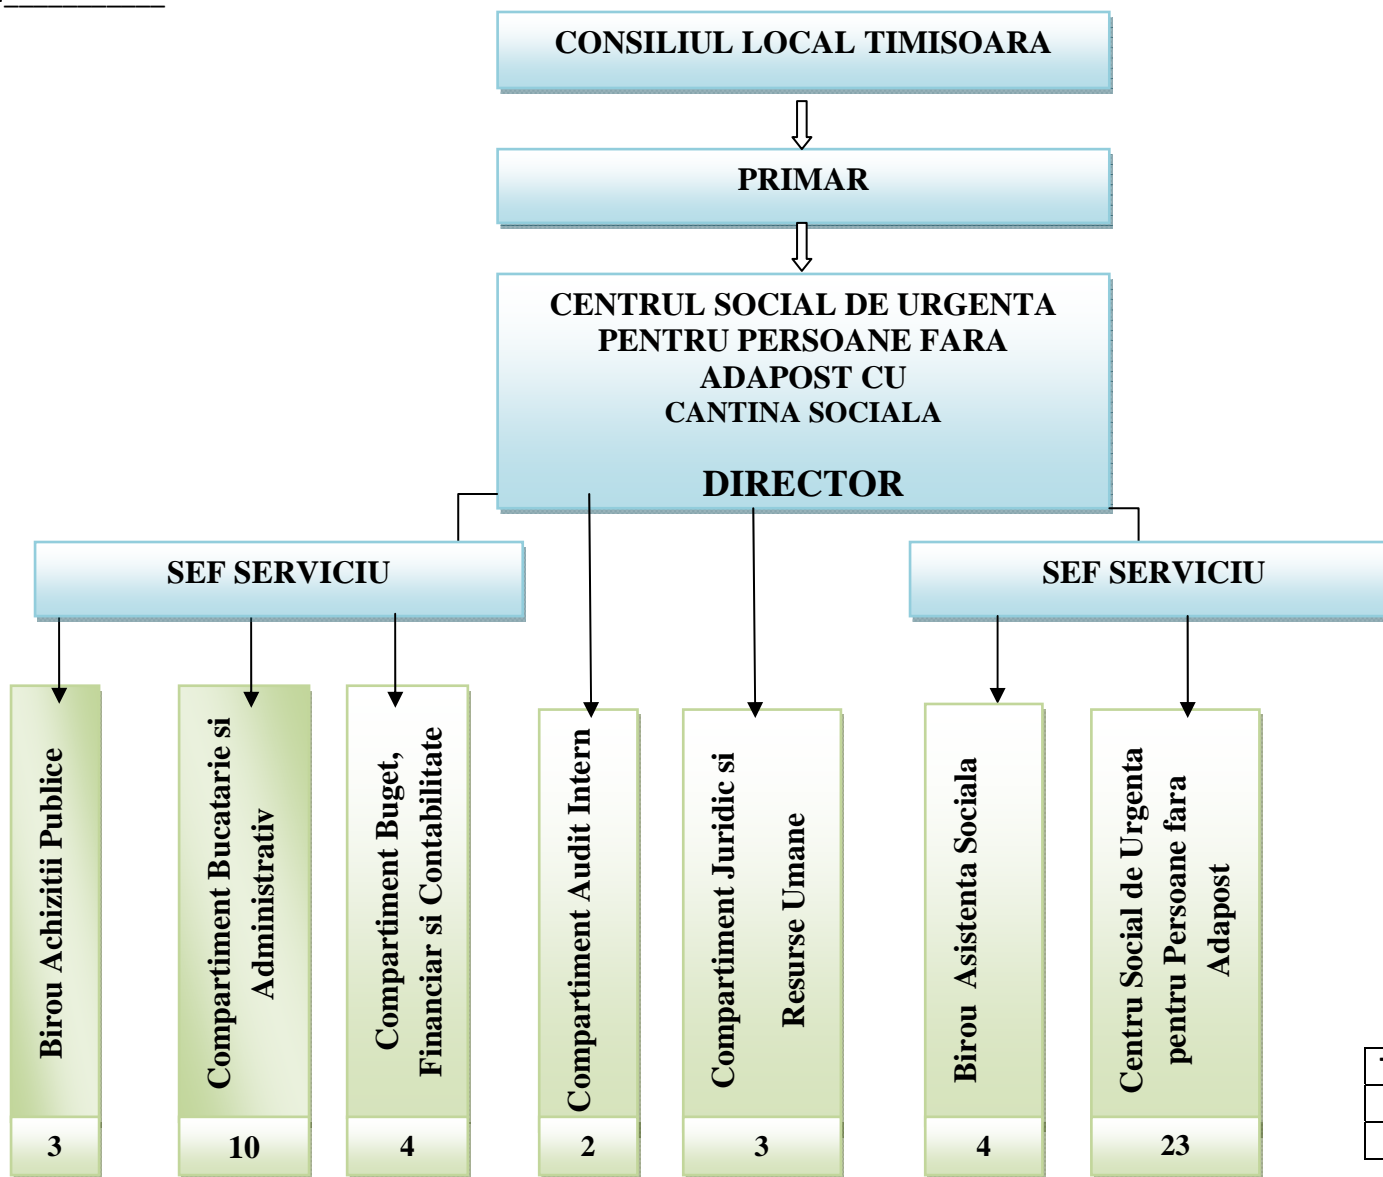 CONSILIUL LOCAL TIMISOARA
PRIMAR
CENTRUL SOCIAL DE URGENTA
PENTRU PERSOANE FARA
ADAPOST CU
CANTINA SOCIALA
DIRECTOR
SEF SERVICIU
SEF SERVICIU
Birou Achizitii Publice
3
Compartiment Bucatarie si
Administrativ
10
Compartiment Buget,
Financiar si Contabilitate
4
Compartiment Audit Intern
2
Compartiment Juridic si
Resurse Umane
3
Birou Asistenta Sociala
4
Centru Social de Urgenta
pentru Persoane fara
Adapost
23